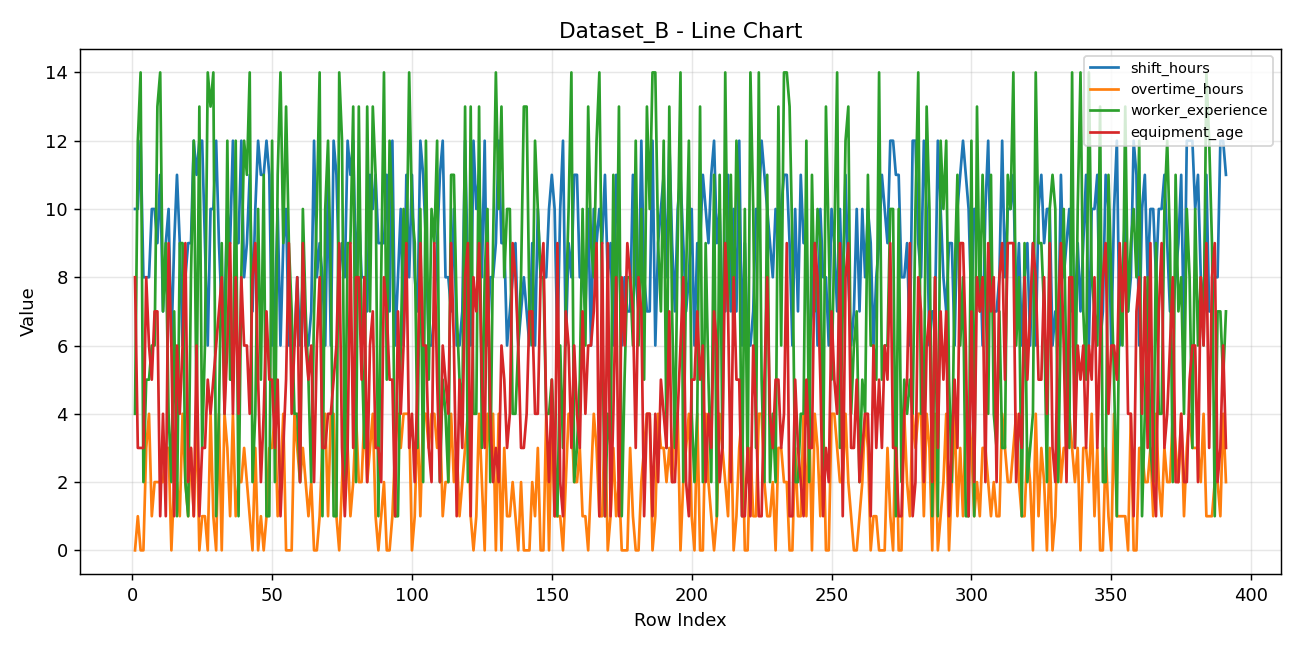 Dataset_B - Line Chart
shift_hours
overtime_hours
worker_experience
equipment_age
Value
14
12
10
8
6
4
2
0
0 50 100 150 200 250 300 350 400
Row Index